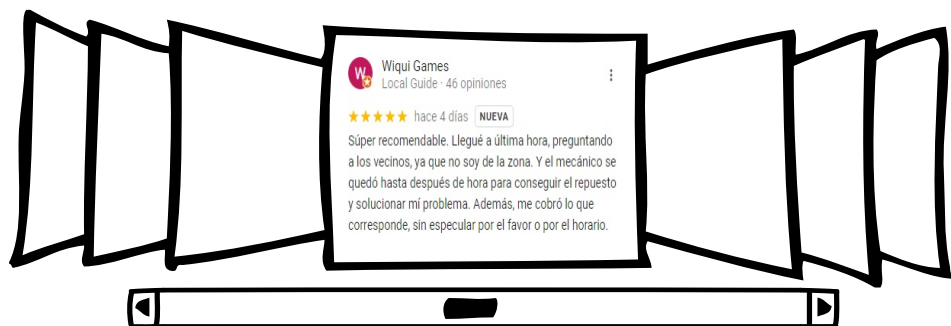 W
Wiqui Games
Local Guide · 46 opiniones
★★★★★ hace 4 días NUEVA
Súper recomendable. Llegué a última hora, preguntando
a los vecinos, ya que no soy de la zona. Y el mecánico se
quedó hasta después de hora para conseguir el repuesto
y solucionar mí problema. Además, me cobró lo que
corresponde, sin especular por el favor o por el horario.